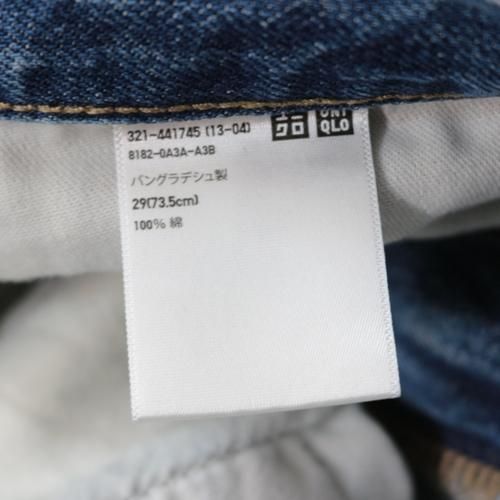 321-441745 (13-04)
8182-0A3A-A3B
バングラデシュ製
29(73.5cm)
100% 綿
ユニ
クロ
UNI
QLO